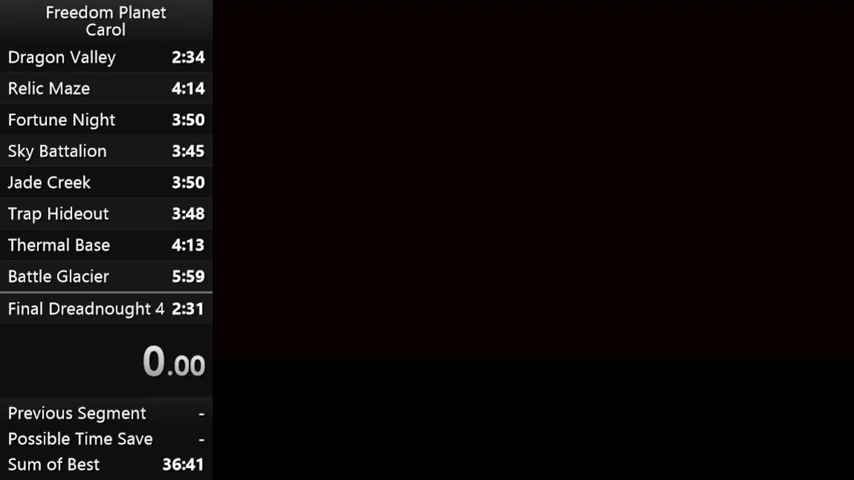 Freedom Planet
Carol
Dragon Valley 2:34
Relic Maze 4:14
Fortune Night 3:50
Sky Battalion 3:45
Jade Creek 3:50
Trap Hideout 3:48
Thermal Base 4:13
Battle Glacier 5:59
Final Dreadnought 4 2:31
0.00
Previous Segment -
Possible Time Save -
Sum of Best 36:41